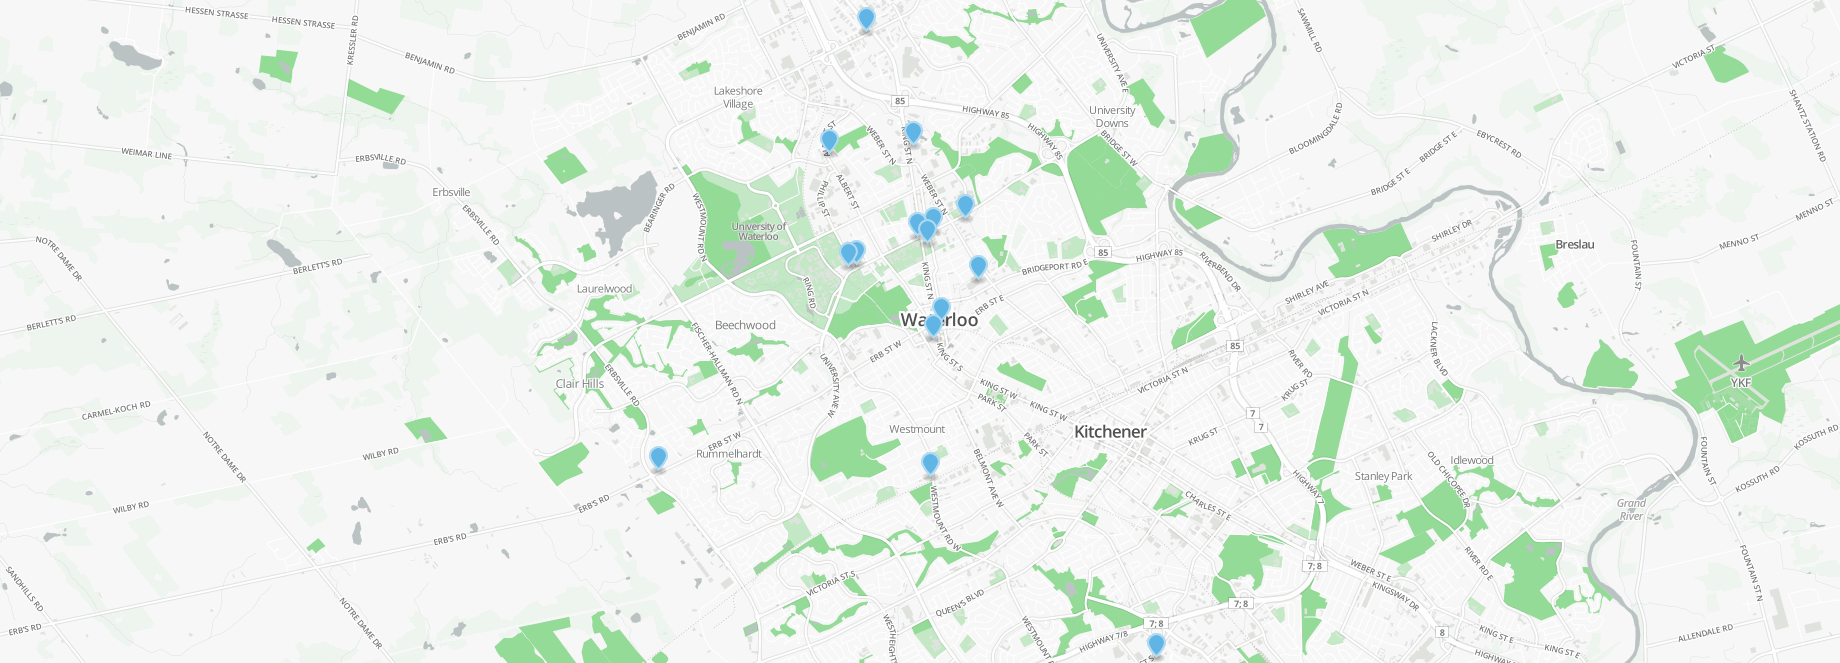 HESSEN STRASSE
HESSEN STRASSE
KRESSLER RD
BENJAMIN RD
BENJAMIN RD
SAWMILL RD
VICTORIA ST
UNIVERSITY AVE E
Lakeshore
Village
85
HIGHWAY 85
University
Downs
HIGHWAY 85
BRIDGE ST W
BLOOMINGDALE RD
EBYCREST RD
BRIDGE ST E
BRIDGE ST E
SHANTZ STATION RD
WEIMAR LINE
ERBSVILLE RD
WEBER ST N
KING ST N
Erbsville
BEARINGER RD
WESTMOUNT RD N
PHILLIP ST
ALBERT ST
WEBER ST N
ERBSVILLE RD
University of
Waterloo
SHIRLEY DR
MENNO ST
MENNO ST
Breslau
NOTRE DAME DR
BERLETT'S RD
85
HIGHWAY 85
BRIDGEPORT RD E
RIVERBEND DR
FOUNTAIN ST
Laurelwood
RING RD
KING ST N
ERB ST E
SHIRLEY AVE
VICTORIA ST N
BERLETT'S RD
Beechwood
Waterloo
FISCHER-HALLMAN RD N
ERB ST W
KING ST S
85
LACKNER BLVD
YKF
Clair Hills
ERBSVILLE RD
UNIVERSITY AVE W
KING ST W
PARK ST
KING ST W
VICTORIA ST N
RIVER RD
KRUG ST
CARMEL-KOCH RD
NOTRE DAME DR
WILBY RD
ERB ST W
Rummelhardt
Westmount
PARK ST
Kitchener
7
7
KRUG ST
BELMONT AVE W
Stanley Park
Idlewood
OLD CHICOPEE DR
FOUNTAIN ST
KOSSUTH RD
KOSSUTH RD
WILBY RD
ERB'S RD
WESTMOUNT RD W
CHARLES ST E
HIGHWAY 7
Grand
River
ERB'S RD
SANDHILLS RD
NOTRE DAME DR
VICTORIA ST S
QUEEN'S BLVD
7; 8
WEBER ST E
KINGSWAY DR
RIVER RD E
FOUNTAIN ST N
ERB'S RD
7; 8
7; 8
HIGHWAY 7/8
8
KING ST E
KING ST E
ALLENDALE RD